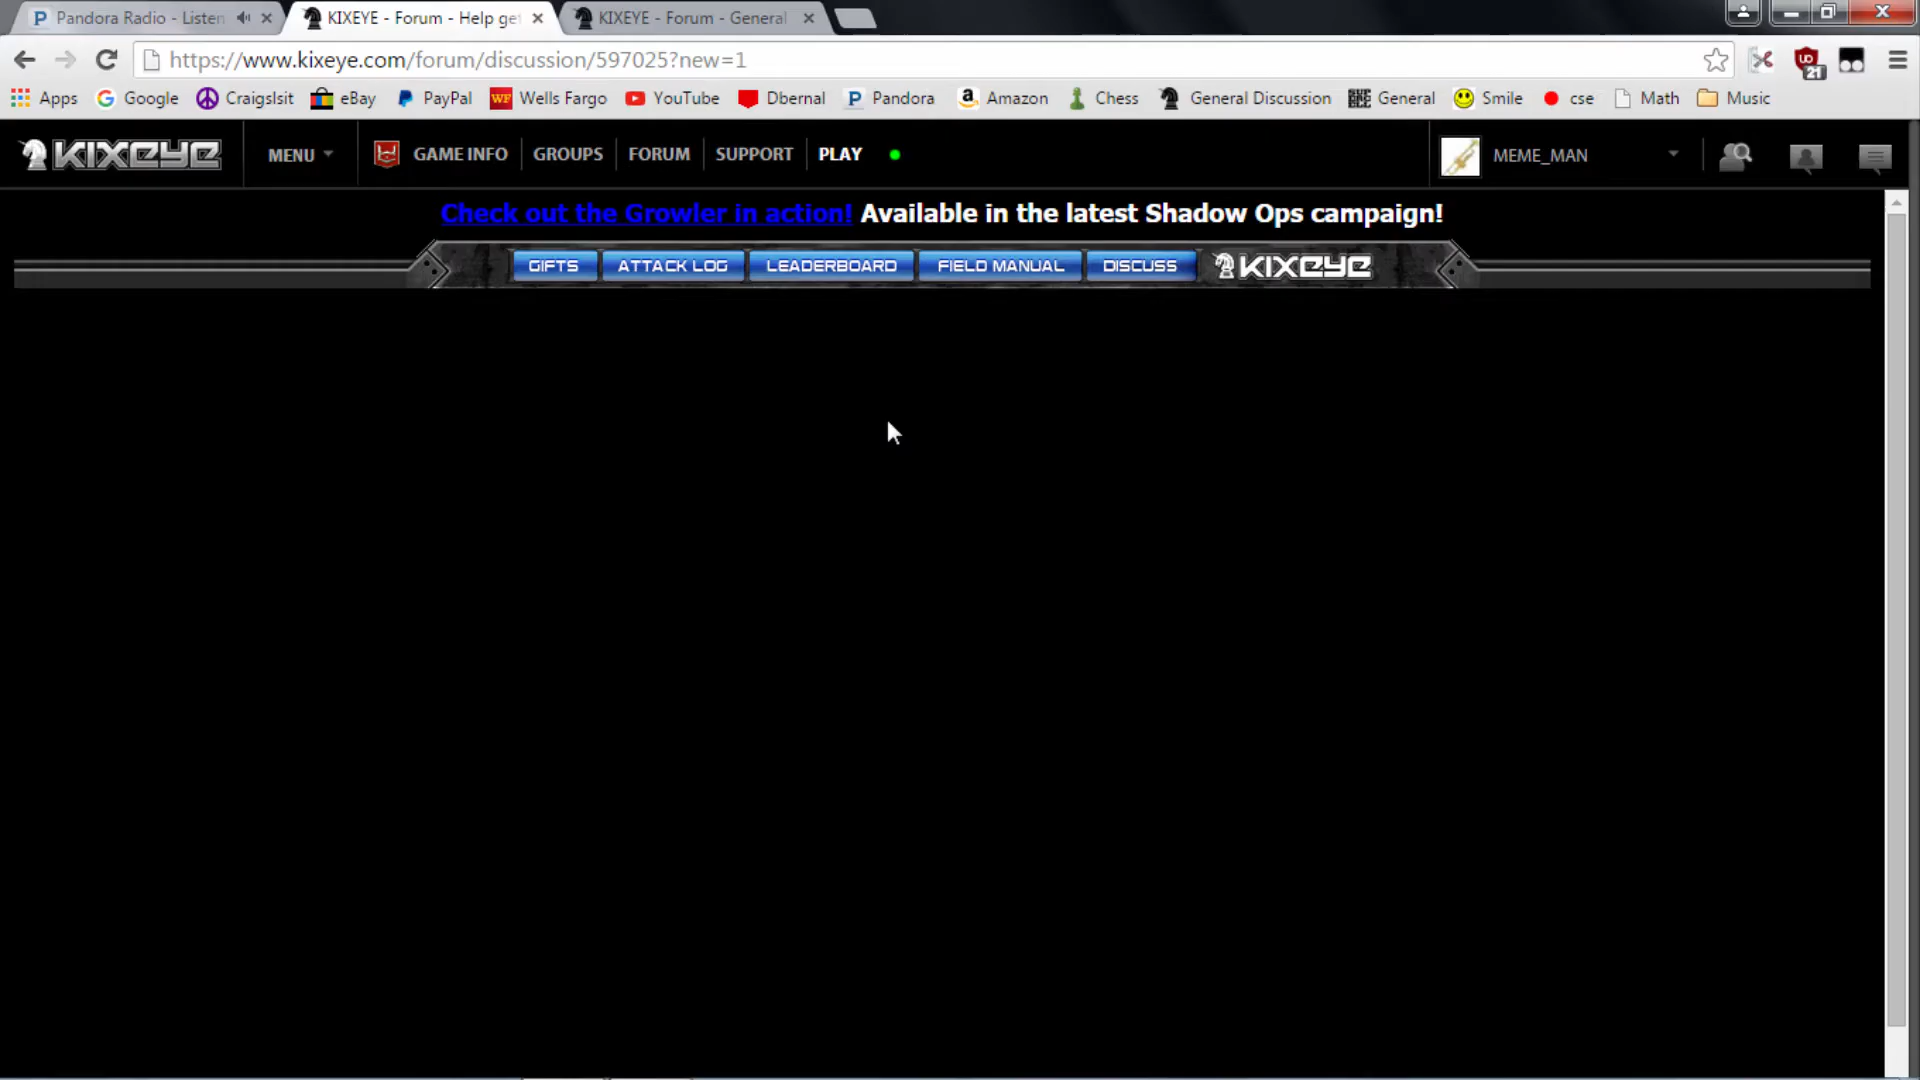 Pandora Radio - Listen
KIXEYE - Forum - Help get
KIXEYE - Forum - General
https://www.kixeye.com/forum/discussion/597025?new=1
21
Apps Google Craigslsit eBay PayPal Wells Fargo YouTube Dbernal Pandora Amazon Chess General Discussion General Smile cse Math Music
KIXEYE MENU GAME INFO GROUPS FORUM SUPPORT PLAY MEME_MAN
Check out the Growler in action! Available in the latest Shadow Ops campaign!
GIFTS ATTACK LOG LEADERBOARD FIELD MANUAL DISCUSS KIXEYE